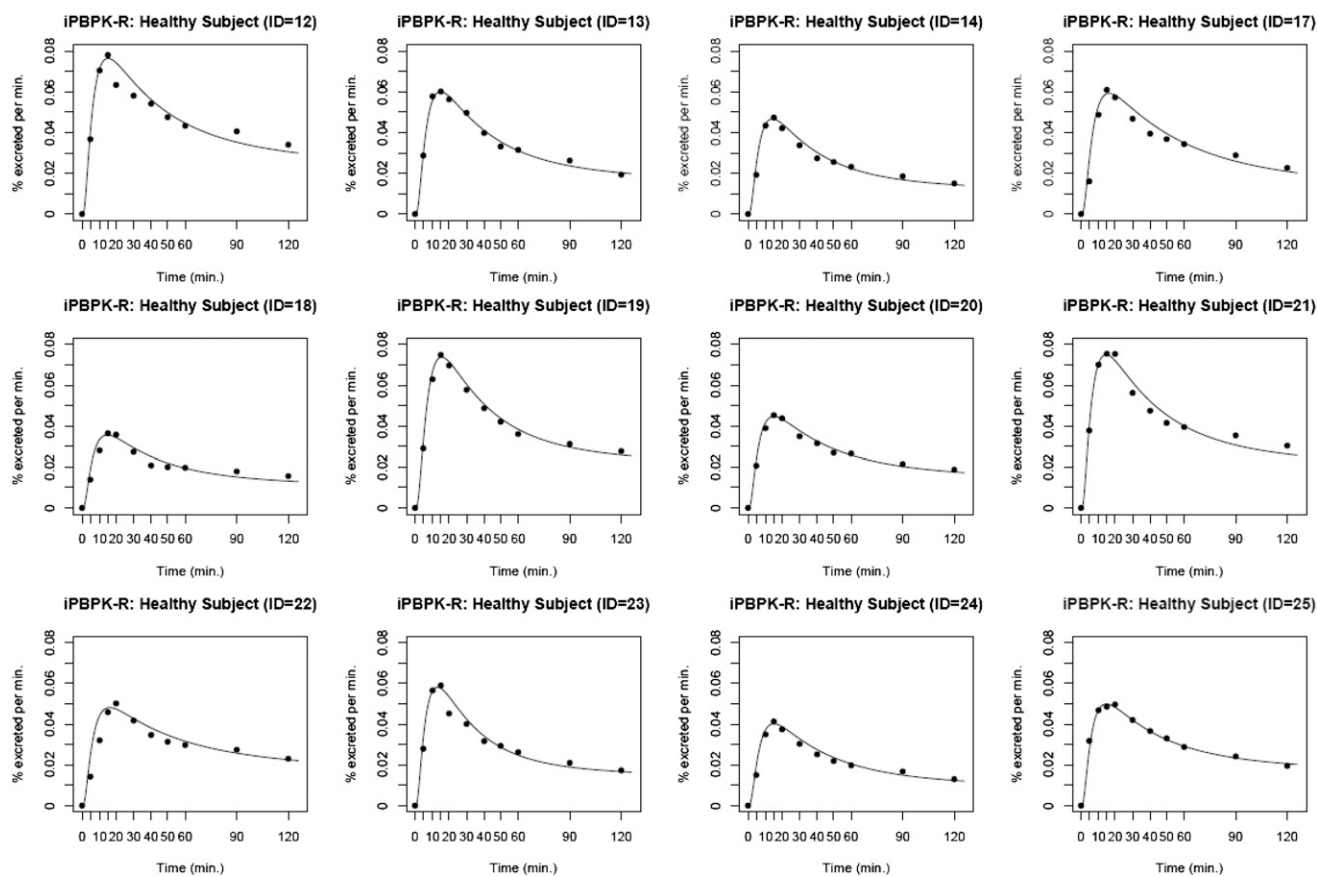 iPBPK-R: Healthy Subject (ID=12)
% excreted per min.
0 0.02 0.04 0.06 0.08
0 10 20 30 40 50 60 90 120
Time (min.)
iPBPK-R: Healthy Subject (ID=13)
% excreted per min.
0 0.02 0.04 0.06 0.08
0 10 20 30 40 50 60 90 120
Time (min.)
iPBPK-R: Healthy Subject (ID=14)
% excreted per min.
0 0.02 0.04 0.06 0.08
0 10 20 30 40 50 60 90 120
Time (min.)
iPBPK-R: Healthy Subject (ID=17)
% excreted per min.
0 0.02 0.04 0.06 0.08
0 10 20 30 40 50 60 90 120
Time (min.)
iPBPK-R: Healthy Subject (ID=18)
% excreted per min.
0 0.02 0.04 0.06 0.08
0 10 20 30 40 50 60 90 120
Time (min.)
iPBPK-R: Healthy Subject (ID=19)
% excreted per min.
0 0.02 0.04 0.06 0.08
0 10 20 30 40 50 60 90 120
Time (min.)
iPBPK-R: Healthy Subject (ID=20)
% excreted per min.
0 0.02 0.04 0.06 0.08
0 10 20 30 40 50 60 90 120
Time (min.)
iPBPK-R: Healthy Subject (ID=21)
% excreted per min.
0 0.02 0.04 0.06 0.08
0 10 20 30 40 50 60 90 120
Time (min.)
iPBPK-R: Healthy Subject (ID=22)
% excreted per min.
0 0.02 0.04 0.06 0.08
0 10 20 30 40 50 60 90 120
Time (min.)
iPBPK-R: Healthy Subject (ID=23)
% excreted per min.
0 0.02 0.04 0.06 0.08
0 10 20 30 40 50 60 90 120
Time (min.)
iPBPK-R: Healthy Subject (ID=24)
% excreted per min.
0 0.02 0.04 0.06 0.08
0 10 20 30 40 50 60 90 120
Time (min.)
iPBPK-R: Healthy Subject (ID=25)
% excreted per min.
0 0.02 0.04 0.06 0.08
0 10 20 30 40 50 60 90 120
Time (min.)